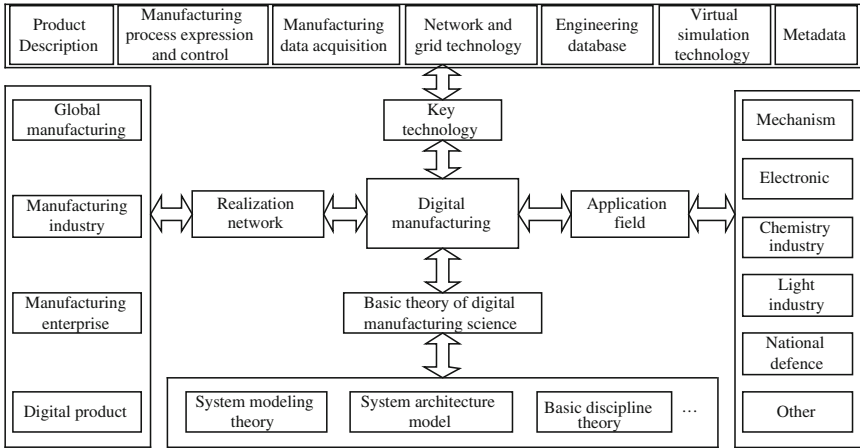 Product
Description
Manufacturing
process expression
and control
Manufacturing
data acquisition
Network and
grid technology
Engineering
database
Virtual
simulation
technology
Metadata
Key
technology
Global
manufacturing
Manufacturing
industry
Manufacturing
enterprise
Digital product
Realization
network
Digital
manufacturing
Application
field
Basic theory of digital
manufacturing science
System modeling
theory
System architecture
model
Basic discipline
theory
...
Mechanism
Electronic
Chemistry
industry
Light
industry
National
defence
Other